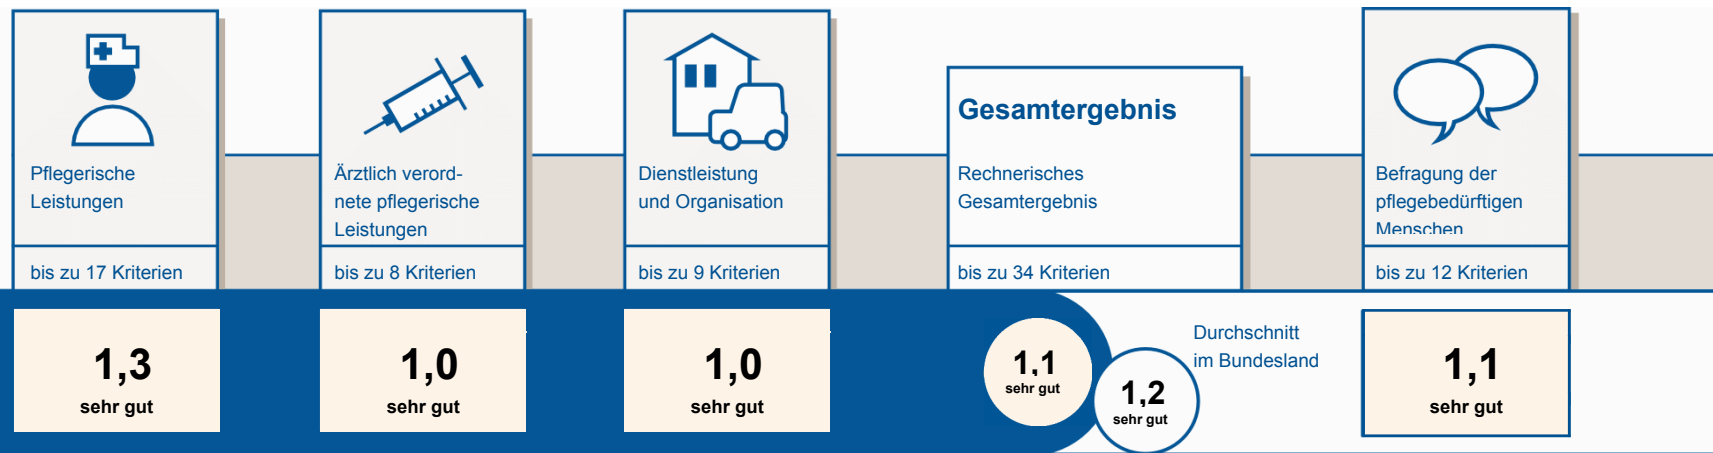 Pflegerische
Leistungen
bis zu 17 Kriterien
1,3
sehr gut
Ärztlich verord-
nete pflegerische
Leistungen
bis zu 8 Kriterien
1,0
sehr gut
Dienstleistung
und Organisation
bis zu 9 Kriterien
1,0
sehr gut
Gesamtergebnis
Rechnerisches
Gesamtergebnis
bis zu 34 Kriterien
1,1
sehr gut
1,2
sehr gut
Durchschnitt
im Bundesland
Befragung der
pflegebedürftigen
Menschen
bis zu 12 Kriterien
1,1
sehr gut